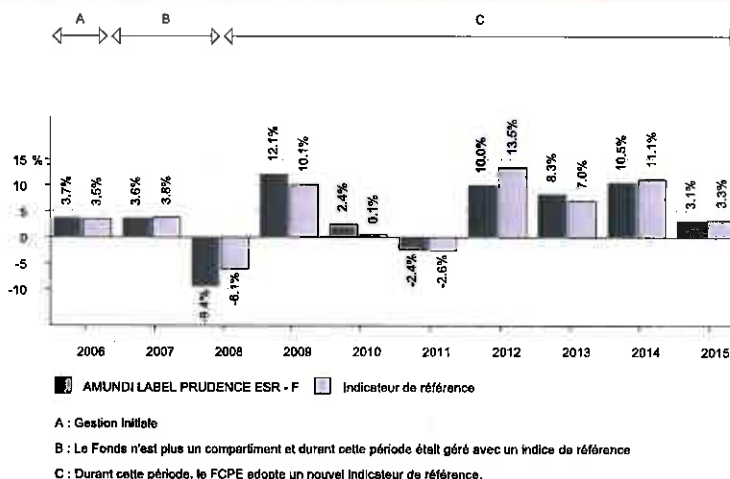 A B C
12.1% 13.5%
10.1% 10.0% 10.5% 11.1%
8.3% 7.0%
3.7% 3.5% 3.6% 3.8% 2.4% 0.1% 3.1% 3.3%
15 %
10
5
0
-5
-10
-9.4% -6.1% -2.4% -2.6%
2006 2007 2008 2009 2010 2011 2012 2013 2014 2015
AMUNDI LABEL PRUDENCE ESR - F Indicateur de référence
A : Gestion Initiale
B : Le Fonds n'est plus un compartiment et durant cette période était géré avec un indice de référence
C : Durant cette période, le FCPE adopte un nouvel Indicateur de référence.